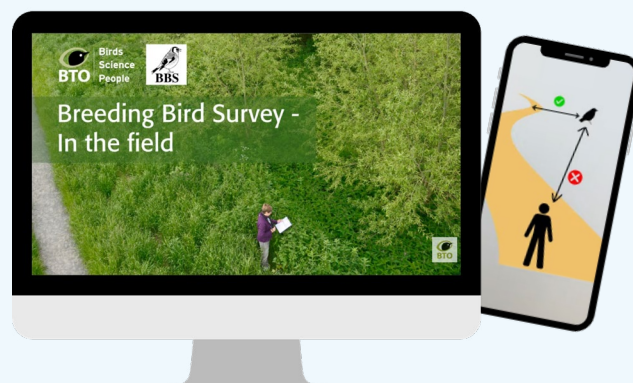 Birds
Science
People
BTO
BBS
Breeding Bird Survey -
In the field
BTO